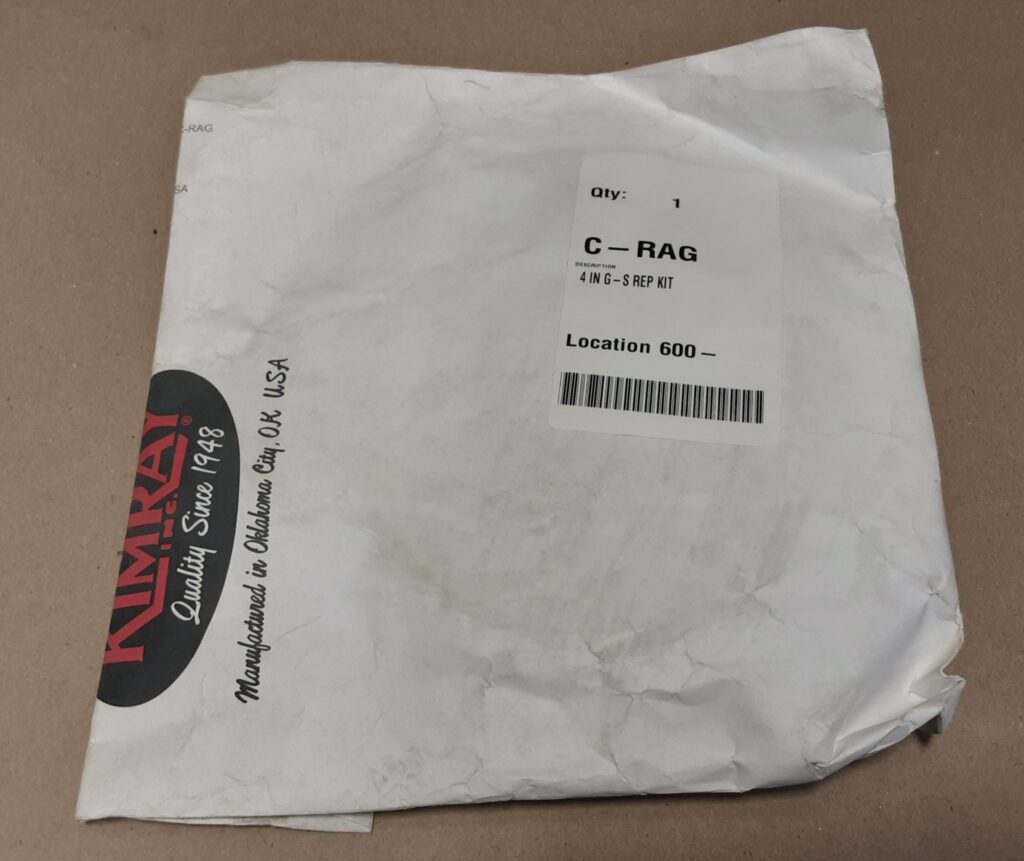 -RAG
SA
Qty: 1
C-RAG
DESCRIPTION
4 IN G-S REP KIT
Location 600-
KIMRAY®
INC.
Quality Since 1948
Manufactured in Oklahoma City, OK USA